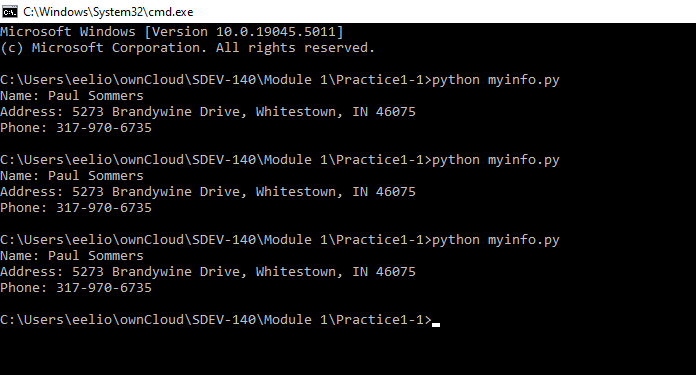 C:\Windows\System32\cmd.exe
Microsoft Windows [Version 10.0.19045.5011]
(c) Microsoft Corporation. All rights reserved.
C:\Users\eelio\ownCloud\SDEV-140\Module 1\Practice1-1>python myinfo.py
Name: Paul Sommers
Address: 5273 Brandywine Drive, Whitestown, IN 46075
Phone: 317-970-6735
C:\Users\eelio\ownCloud\SDEV-140\Module 1\Practice1-1>python myinfo.py
Name: Paul Sommers
Address: 5273 Brandywine Drive, Whitestown, IN 46075
Phone: 317-970-6735
C:\Users\eelio\ownCloud\SDEV-140\Module 1\Practice1-1>python myinfo.py
Name: Paul Sommers
Address: 5273 Brandywine Drive, Whitestown, IN 46075
Phone: 317-970-6735
C:\Users\eelio\ownCloud\SDEV-140\Module 1\Practice1-1>